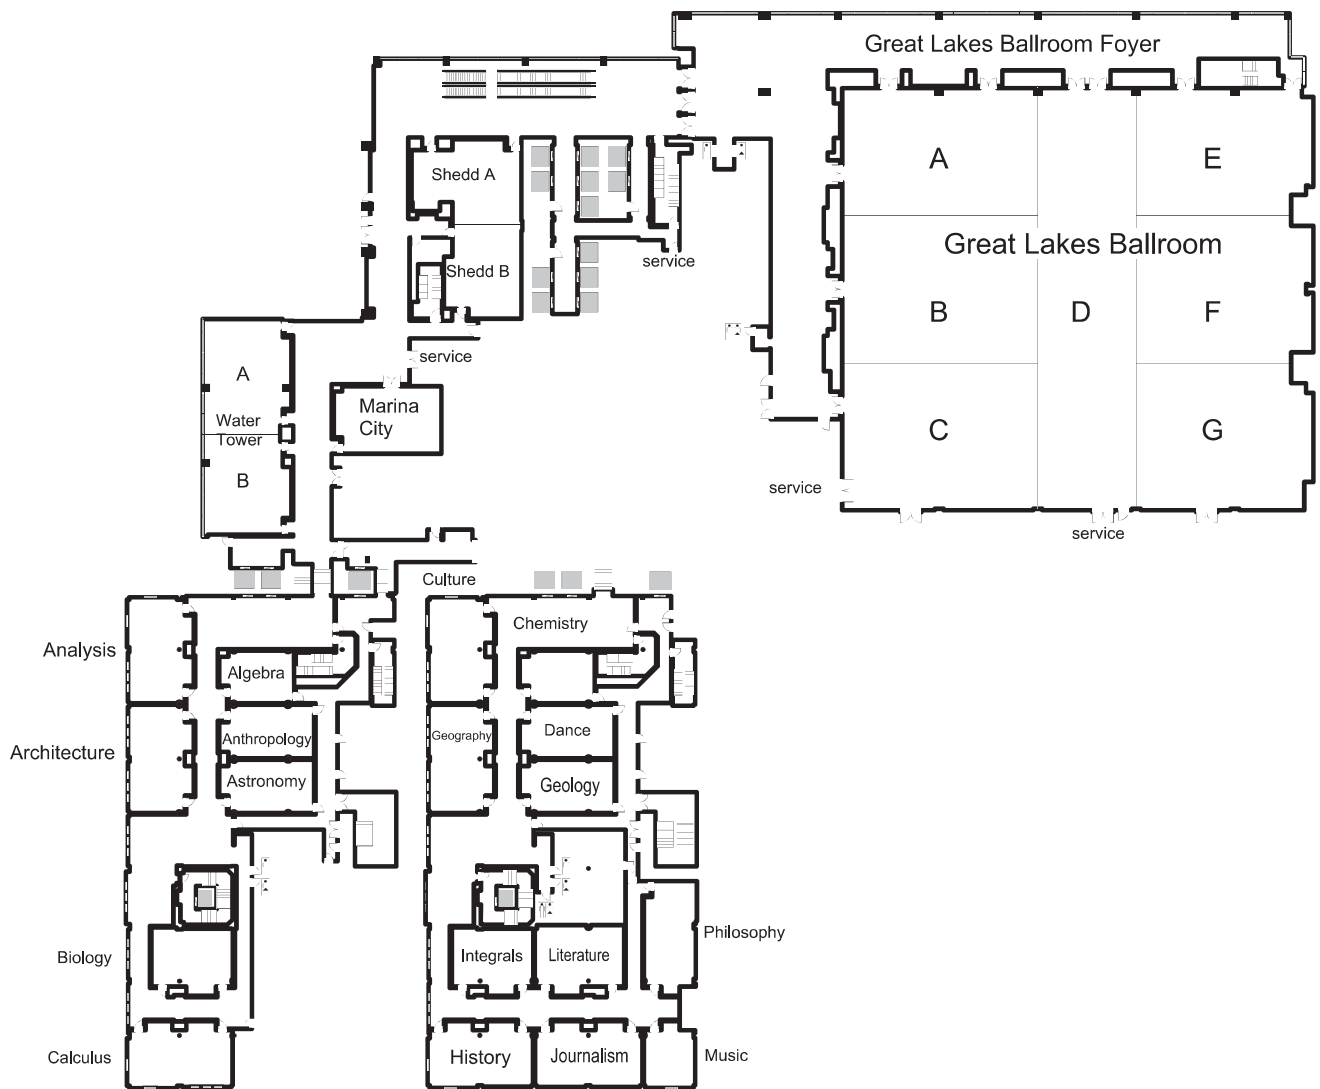 Great Lakes Ballroom Foyer
A
E
Shedd A
Great Lakes Ballroom
service
Shedd B
B
D
F
service
A
Marina
City
Water
Tower
C
G
B
service
service
Culture
Chemistry
Analysis
Algebra
Architecture
Anthropology
Geography
Dance
Astronomy
Geology
Biology
Integrals
Literature
Philosophy
Calculus
History
Journalism
Music